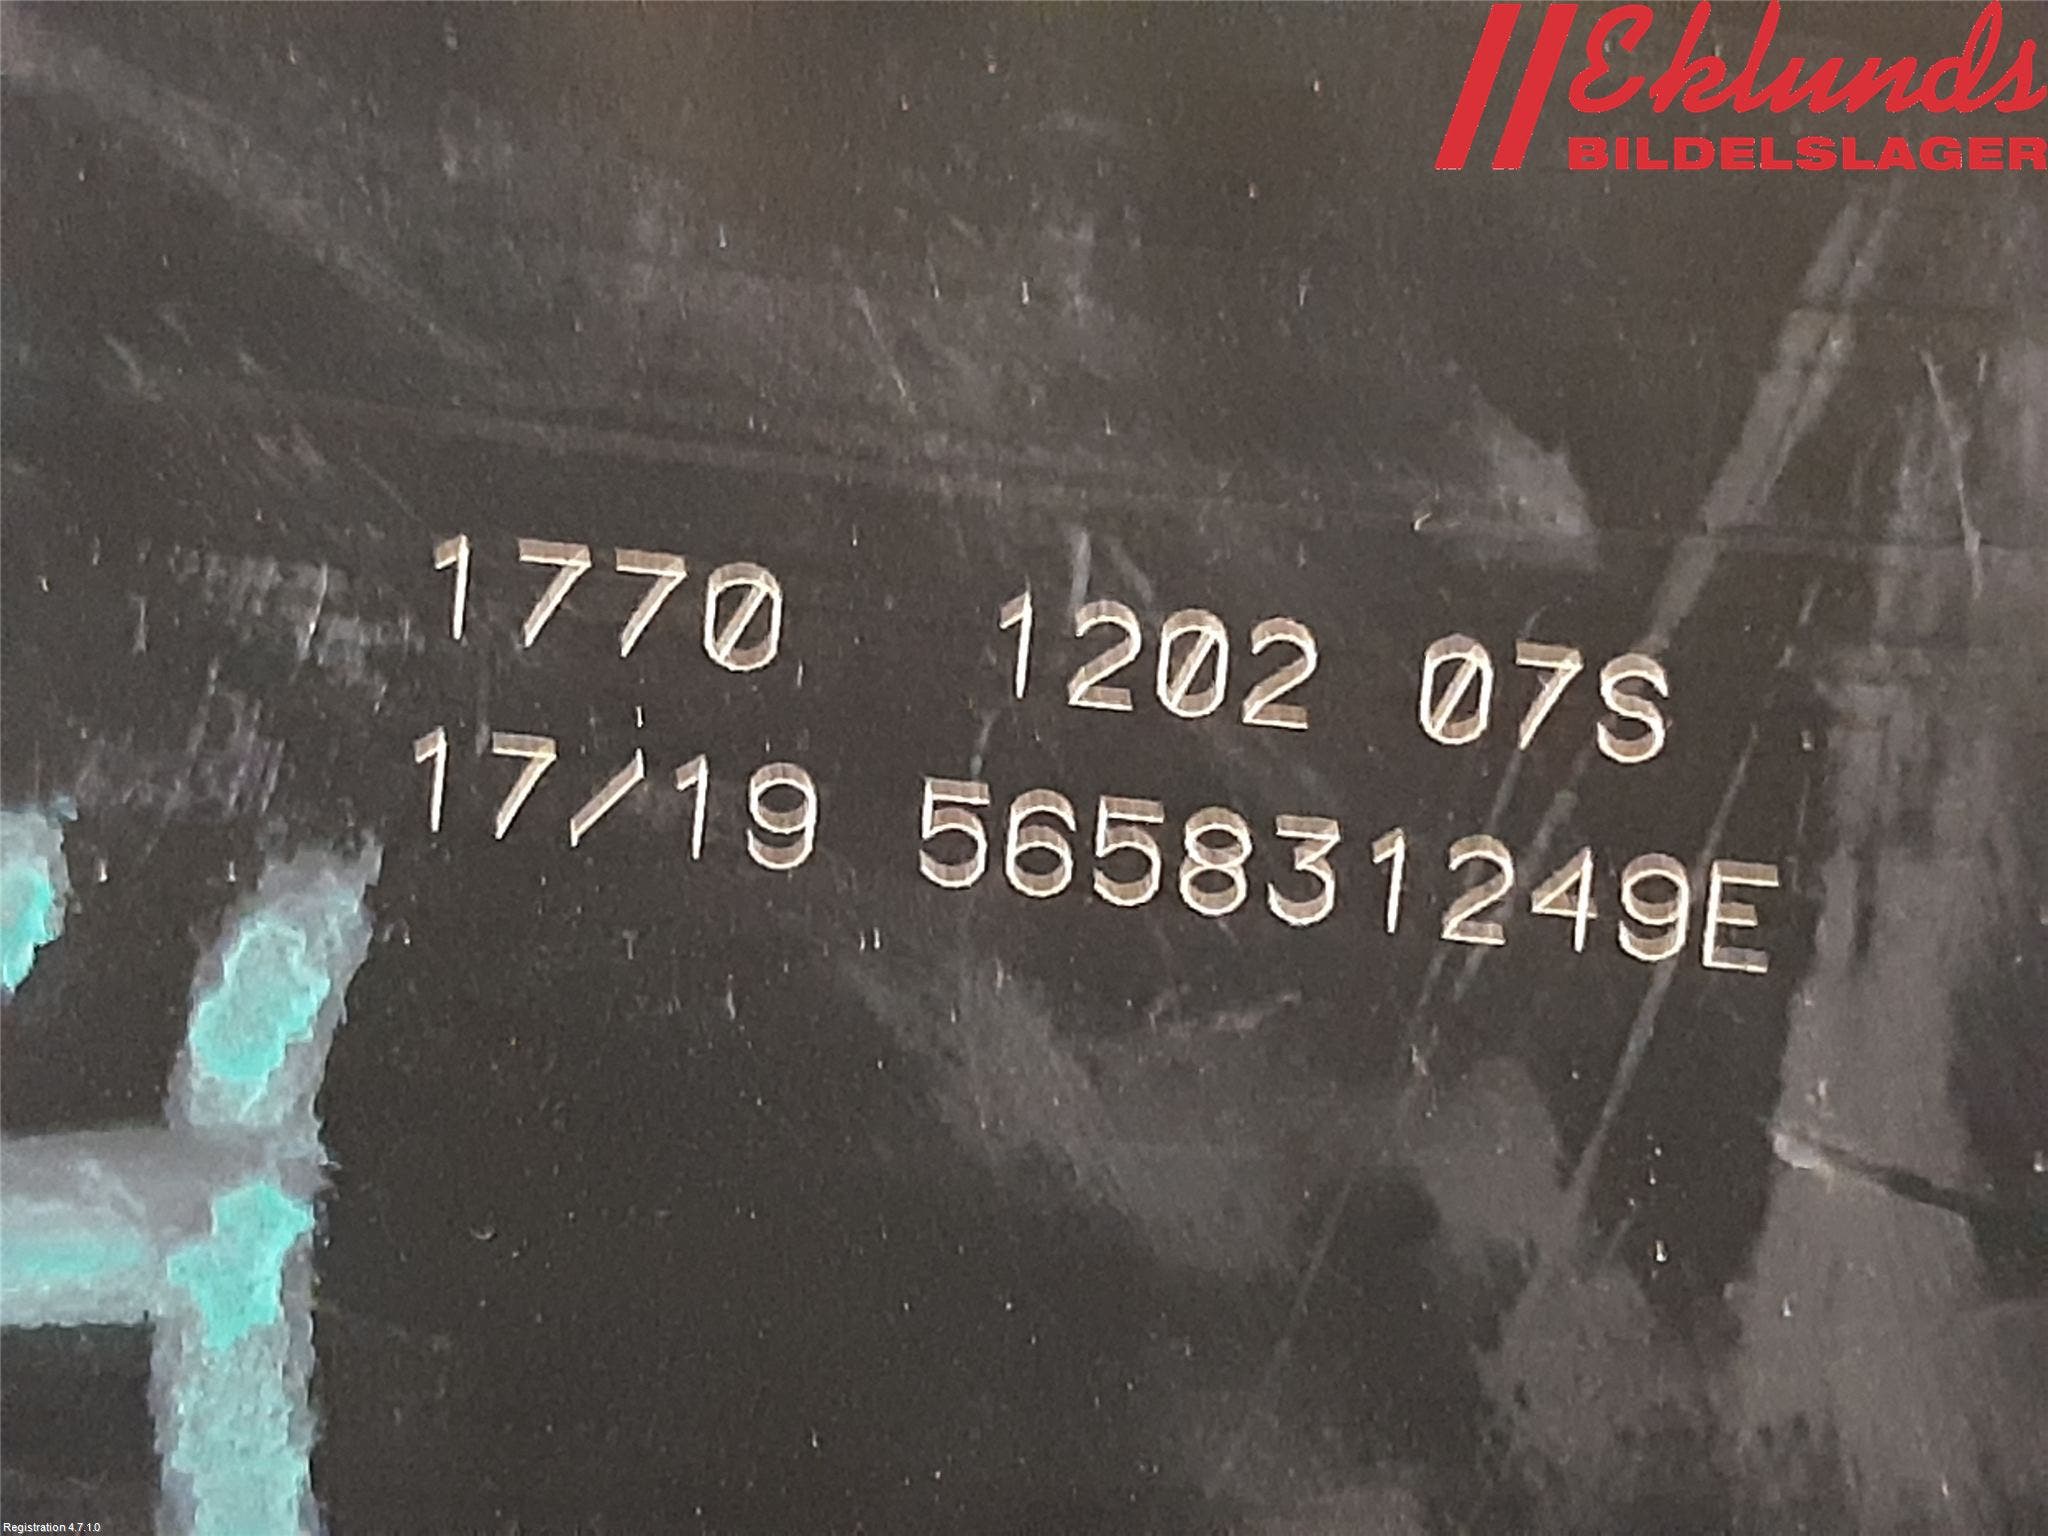 Eklunds
BILDELSLAGER
1770 1202 07S
17/19 565831249E
Registration 4.7.1.0